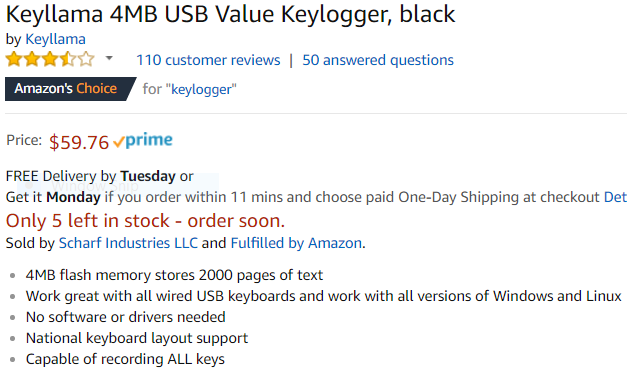 Keyllama 4MB USB Value Keylogger, black
by Keyllama
110 customer reviews | 50 answered questions
Amazon's Choice for "keylogger"
Price: $59.76 prime
FREE Delivery by Tuesday or
Get it Monday if you order within 11 mins and choose paid One-Day Shipping at checkout Det
Only 5 left in stock - order soon.
Sold by Scharf Industries LLC and Fulfilled by Amazon.
4MB flash memory stores 2000 pages of text
Work great with all wired USB keyboards and work with all versions of Windows and Linux
No software or drivers needed
National keyboard layout support
Capable of recording ALL keys